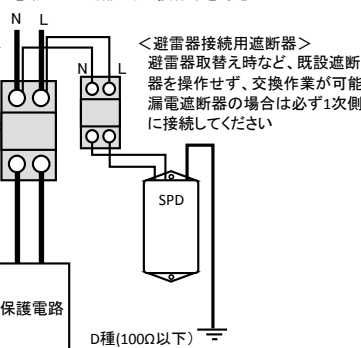 N L
<避雷器接続用遮断器>
避雷器取替え時など、既設遮断
器を操作せず、交換作業が可能
漏電遮断器の場合は必ず1次側
に接続してください
N L
SPD
保護電路
D種(100Ω以下)